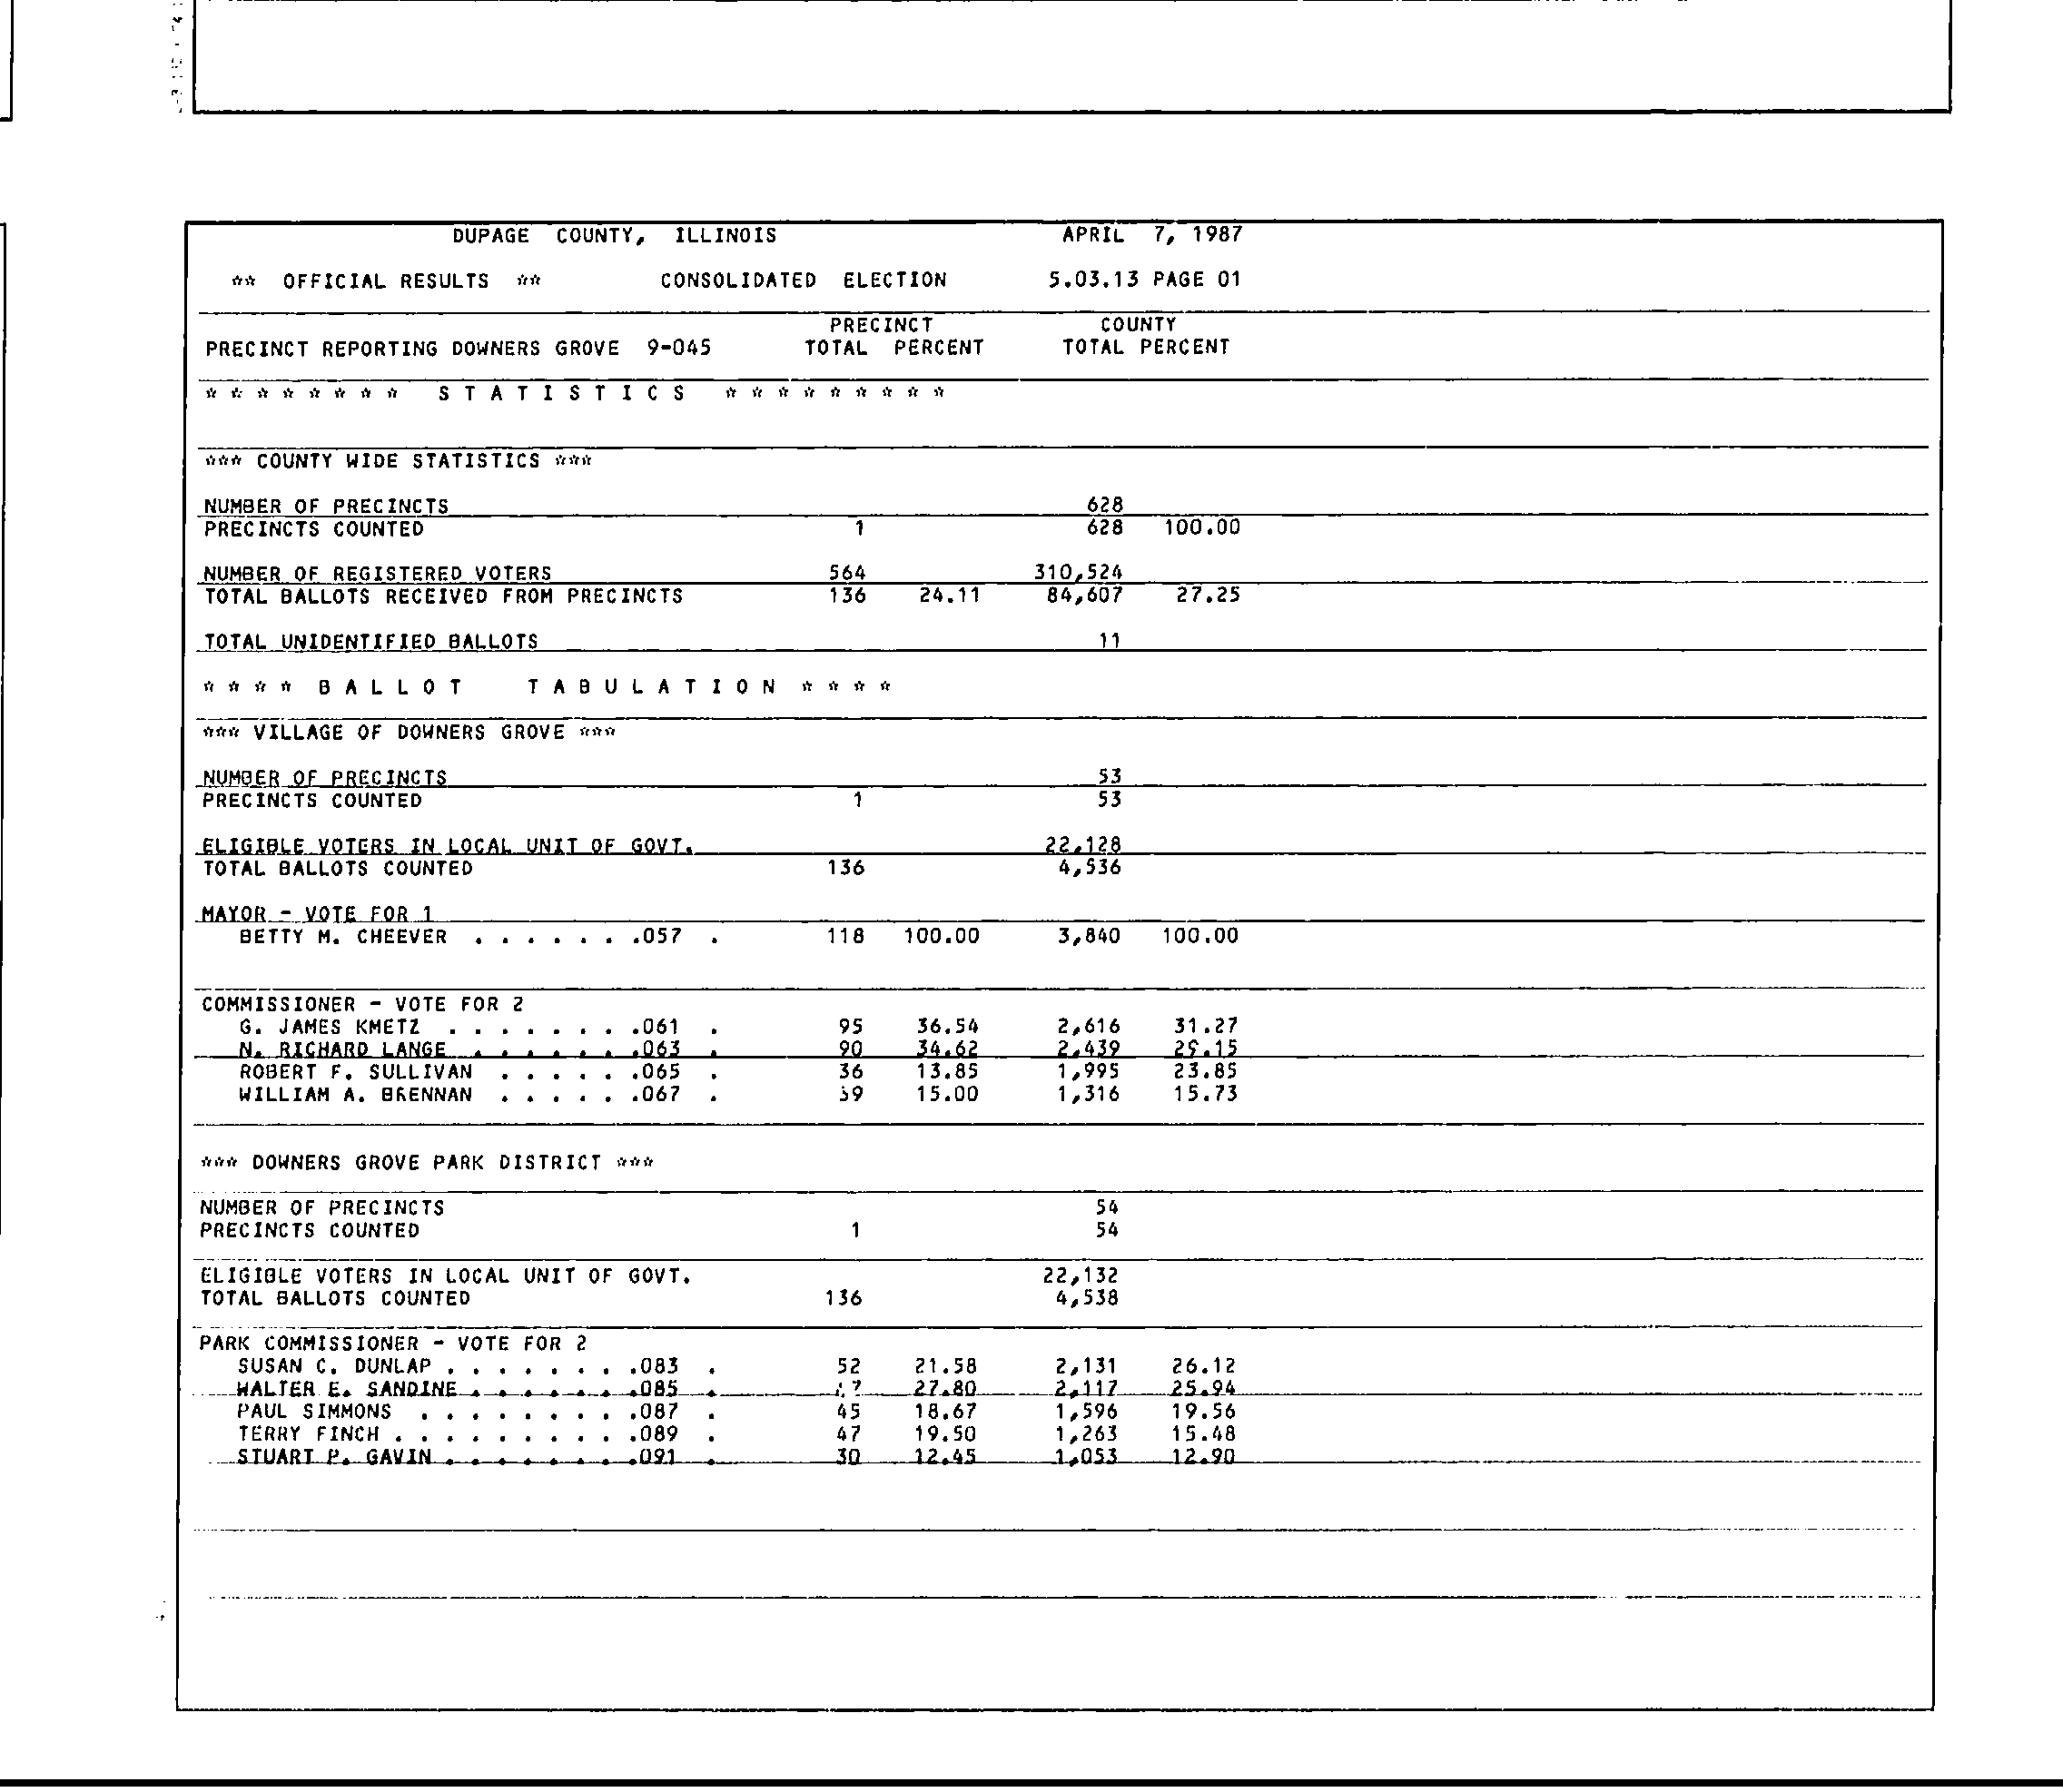 DUPAGE COUNTY, ILLINOIS APRIL 7, 1987
** OFFICIAL RESULTS ** CONSOLIDATED ELECTION 5.03.13 PAGE 01
PRECINCT COUNTY
PRECINCT REPORTING DOWNERS GROVE 9-045 TOTAL PERCENT TOTAL PERCENT
* * * * * * * * S T A T I S T I C S * * * * * * * * *
*** COUNTY WIDE STATISTICS ***
NUMBER OF PRECINCTS 628
PRECINCTS COUNTED 1 628 100.00
NUMBER OF REGISTERED VOTERS 564 310,524
TOTAL BALLOTS RECEIVED FROM PRECINCTS 136 24.11 84,607 27.25
TOTAL UNIDENTIFIED BALLOTS 11
* * * * B A L L O T T A B U L A T I O N * * * *
*** VILLAGE OF DOWNERS GROVE ***
NUMBER OF PRECINCTS 53
PRECINCTS COUNTED 1 53
ELIGIBLE VOTERS IN LOCAL UNIT OF GOVT. 22,128
TOTAL BALLOTS COUNTED 136 4,536
MAYOR - VOTE FOR 1
BETTY M. CHEEVER . . . . . . .057 . 118 100.00 3,840 100.00
COMMISSIONER - VOTE FOR 2
G. JAMES KMETZ . . . . . . . .061 . 95 36.54 2,616 31.27
N. RICHARD LANGE . . . . . . .063 . 90 34.62 2,439 29.15
ROBERT F. SULLIVAN . . . . . .065 . 36 13.85 1,995 23.85
WILLIAM A. BRENNAN . . . . . .067 . 39 15.00 1,316 15.73
*** DOWNERS GROVE PARK DISTRICT ***
NUMBER OF PRECINCTS 54
PRECINCTS COUNTED 1 54
ELIGIBLE VOTERS IN LOCAL UNIT OF GOVT. 22,132
TOTAL BALLOTS COUNTED 136 4,538
PARK COMMISSIONER - VOTE FOR 2
SUSAN C. DUNLAP . . . . . . . .083 . 52 21.58 2,131 26.12
WALTER E. SANDINE . . . . . . .085 . 27.80 2,117 25.94
PAUL SIMMONS . . . . . . . . .087 . 45 18.67 1,596 19.56
TERRY FINCH . . . . . . . . . .089 . 47 19.50 1,263 15.48
STUART P. GAVIN . . . . . . . .091 . 30 12.45 1,053 12.90